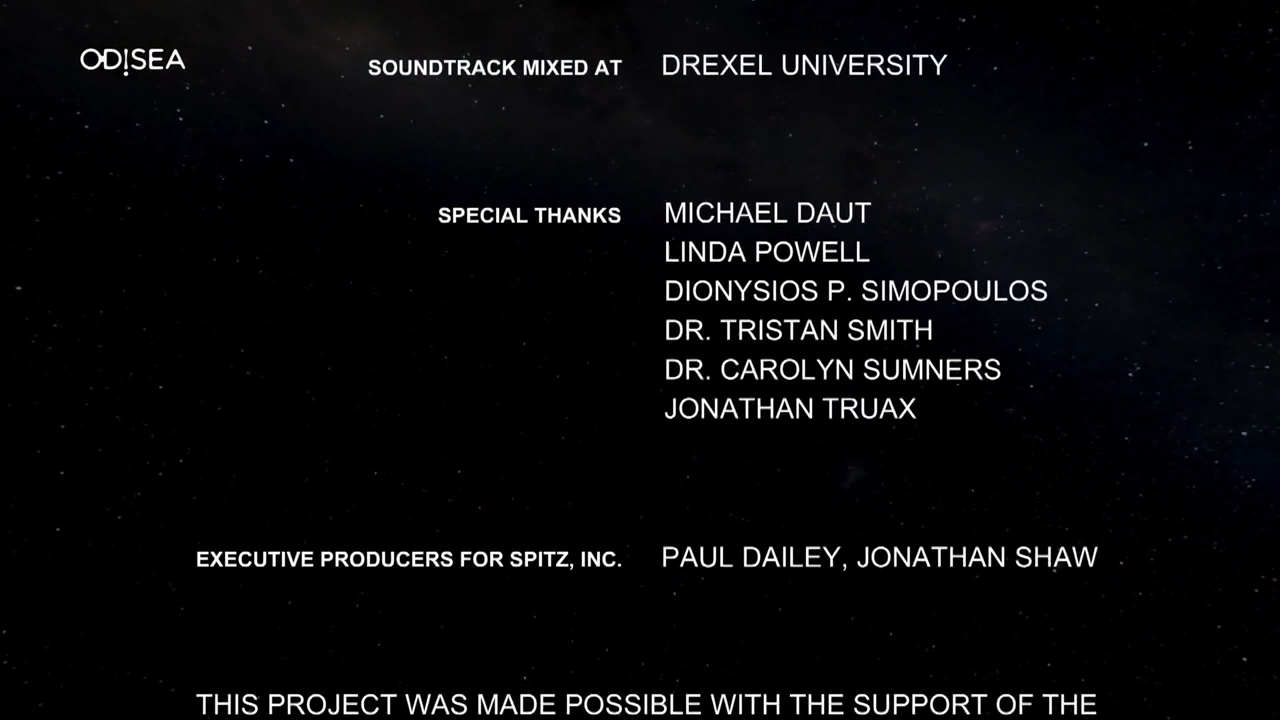 OD!SEA
SOUNDTRACK MIXED AT DREXEL UNIVERSITY
SPECIAL THANKS MICHAEL DAUT
LINDA POWELL
DIONYSIOS P. SIMOPOULOS
DR. TRISTAN SMITH
DR. CAROLYN SUMNERS
JONATHAN TRUAX
EXECUTIVE PRODUCERS FOR SPITZ, INC. PAUL DAILEY, JONATHAN SHAW
THIS PROJECT WAS MADE POSSIBLE WITH THE SUPPORT OF THE